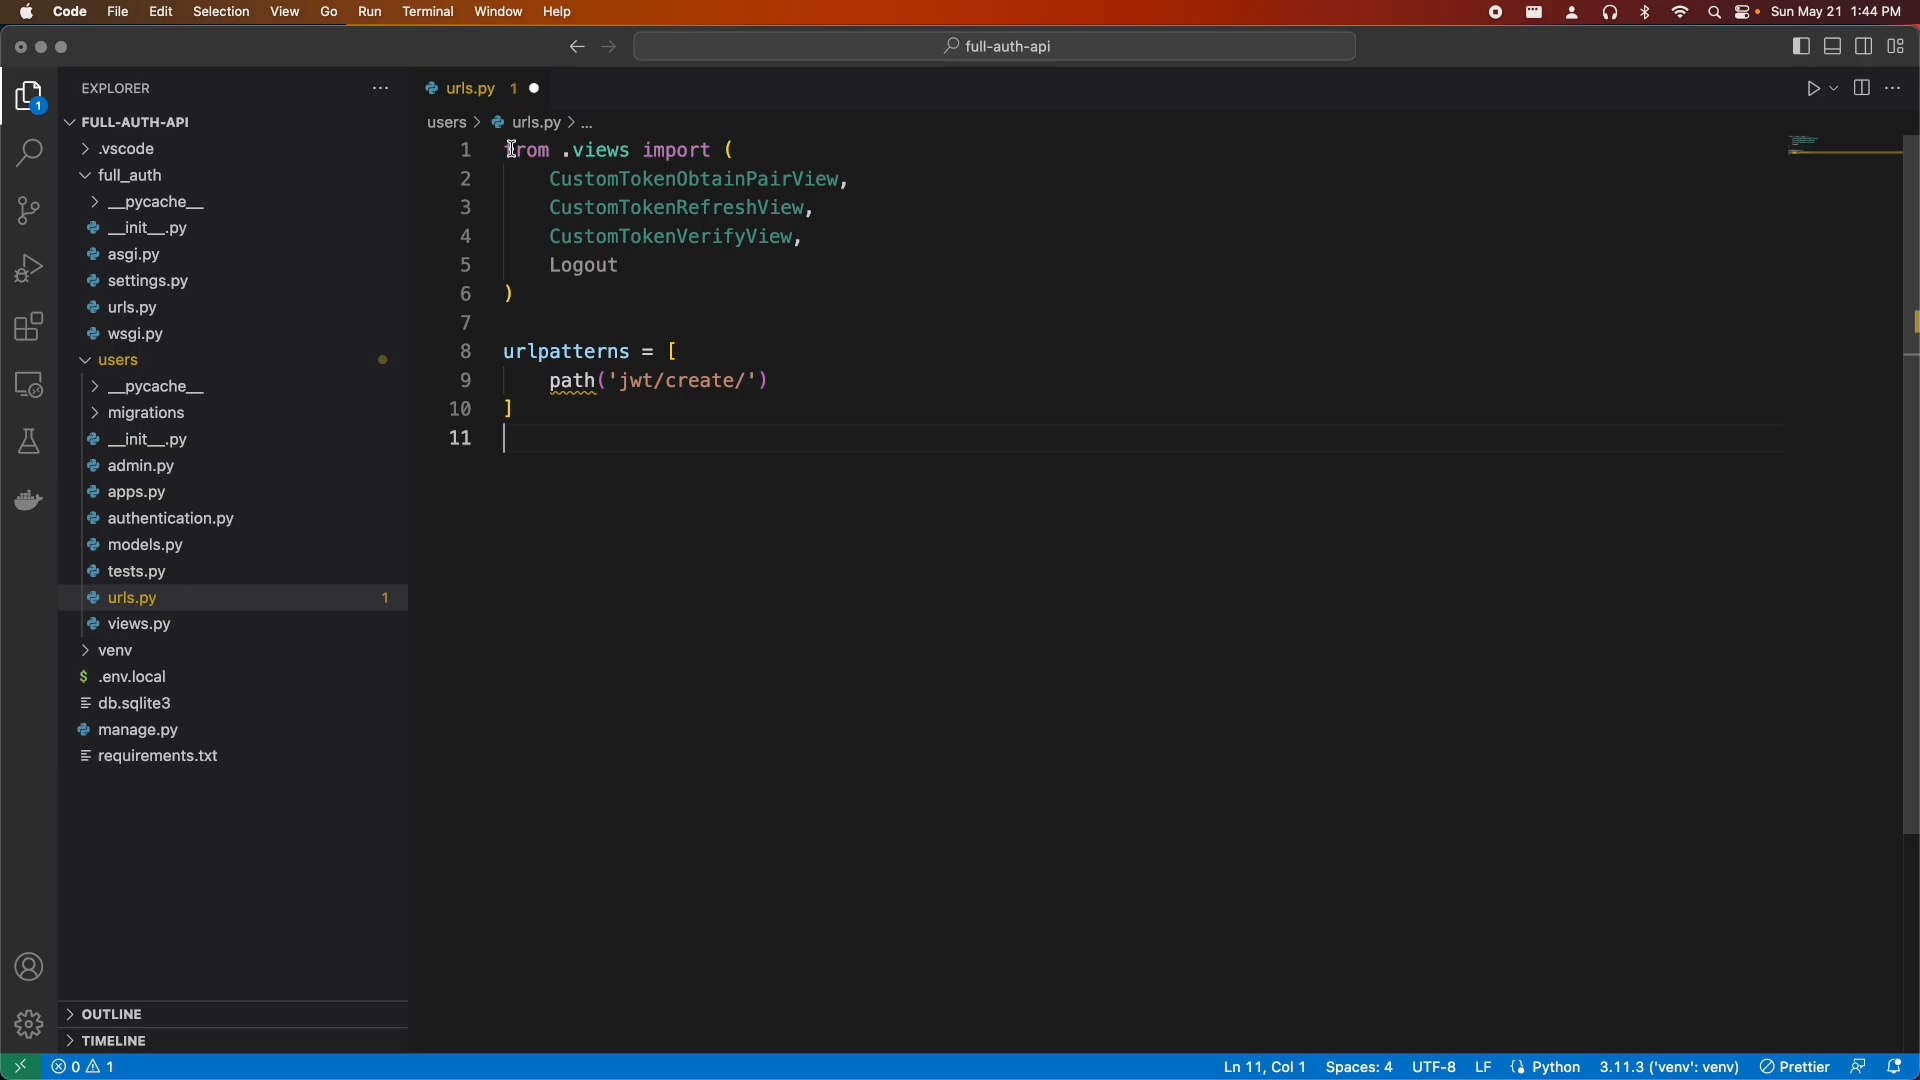 Code File Edit Selection View Go Run Terminal Window Help Sun May 21 1:44 PM
full-auth-api
EXPLORER
FULL-AUTH-API
.vscode
full_auth
__pycache__
__init__.py
asgi.py
settings.py
urls.py
wsgi.py
users
__pycache__
migrations
__init__.py
admin.py
apps.py
authentication.py
models.py
tests.py
urls.py 1
views.py
venv
.env.local
db.sqlite3
manage.py
requirements.txt
OUTLINE
TIMELINE
1
urls.py 1
users > urls.py > ...
1 from .views import (
2 CustomTokenObtainPairView,
3 CustomTokenRefreshView,
4 CustomTokenVerifyView,
5 Logout
6 )
7
8 urlpatterns = [
9 path('jwt/create/')
10 ]
11
0 1 Ln 11, Col 1 Spaces: 4 UTF-8 LF Python 3.11.3 ('venv': venv) Prettier